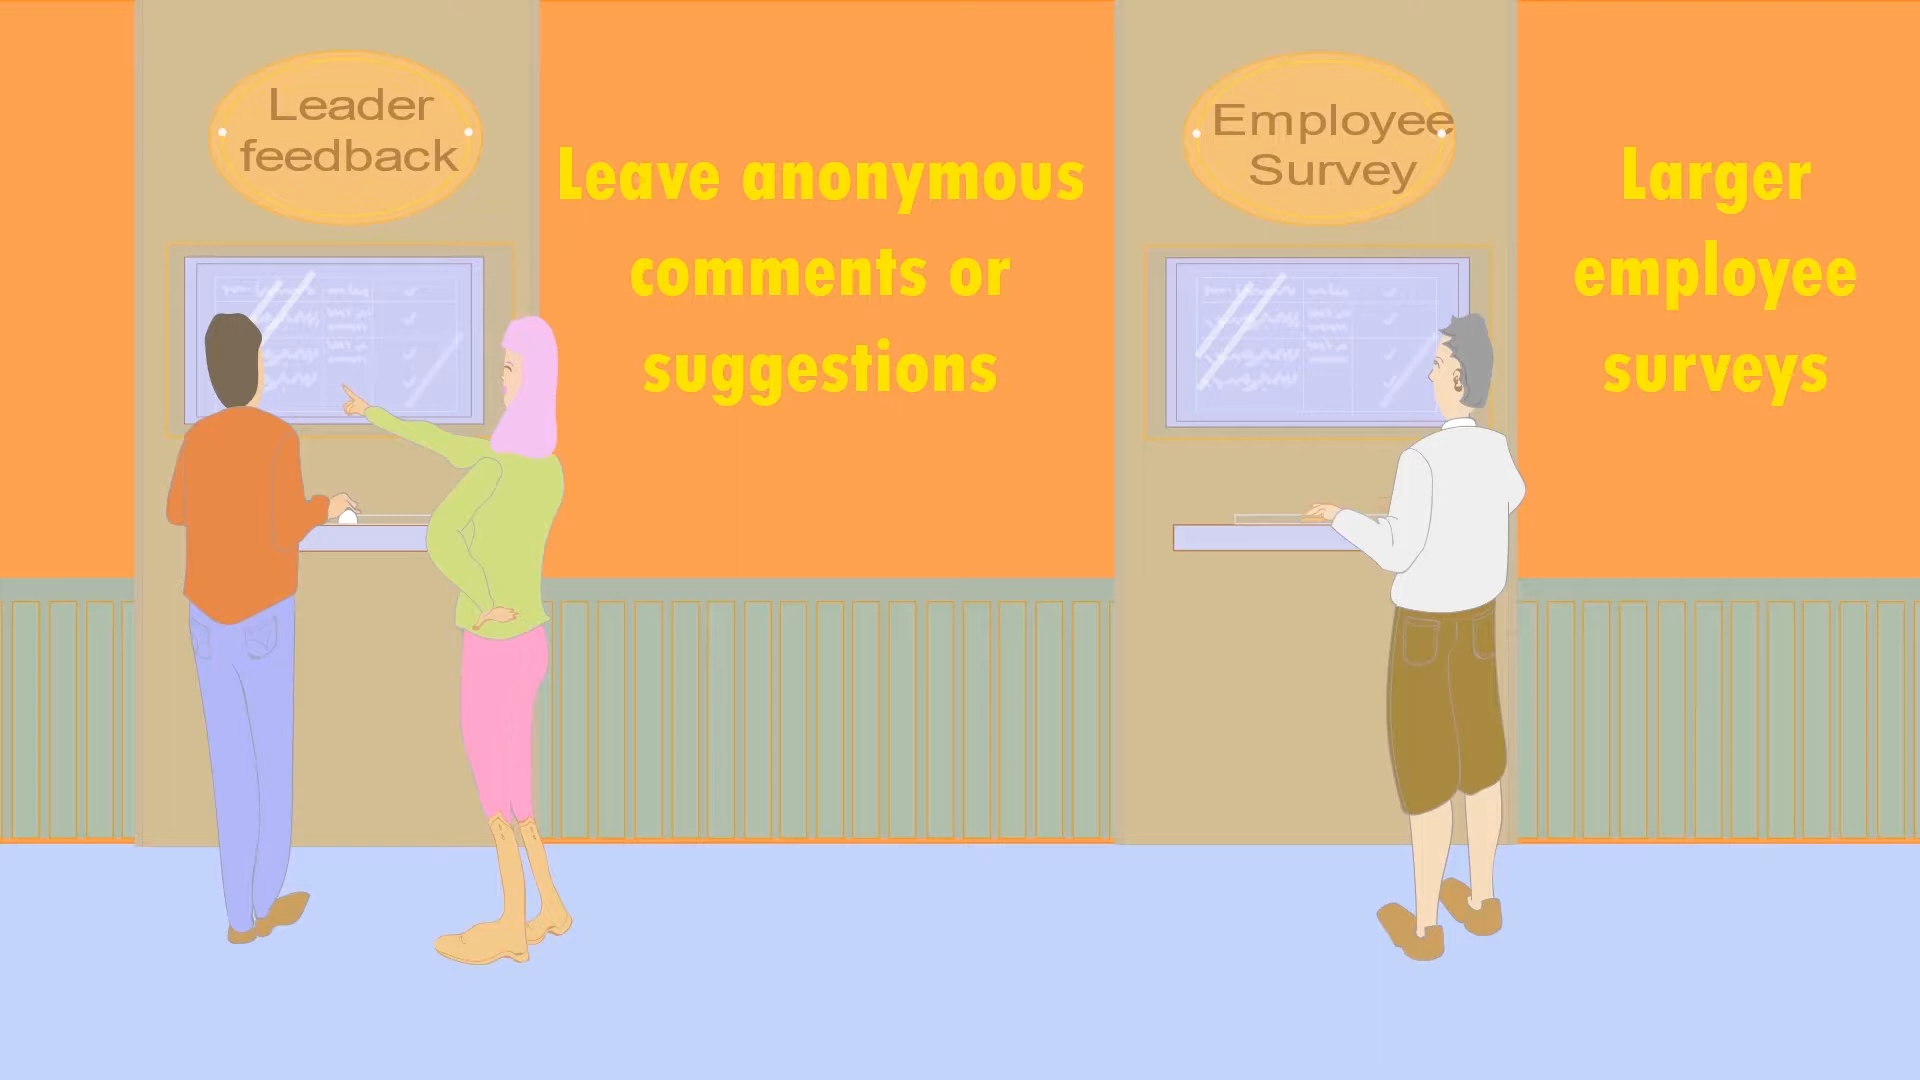 Leader
feedback
Leave anonymous
comments or
suggestions
Employee
Survey
Larger
employee
surveys